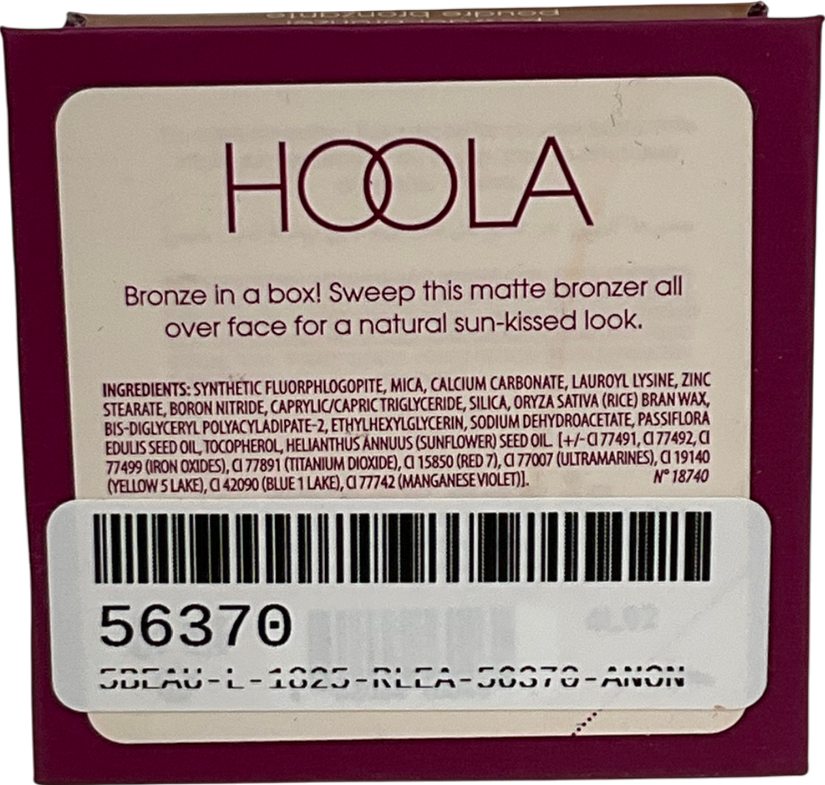 poudre bronzante
HOOLA
Bronze in a box! Sweep this matte bronzer all
over face for a natural sun-kissed look.
INGREDIENTS: SYNTHETIC FLUORPHLOGOPITE, MICA, CALCIUM CARBONATE, LAUROYL LYSINE, ZINC
STEARATE, BORON NITRIDE, CAPRYLIC/CAPRIC TRIGLYCERIDE, SILICA, ORYZA SATIVA (RICE) BRAN WAX,
BIS-DIGLYCERYL POLYACYLADIPATE-2, ETHYLHEXYLGLYCERIN, SODIUM DEHYDROACETATE, PASSIFLORA
EDULIS SEED OIL, TOCOPHEROL, HELIANTHUS ANNUUS (SUNFLOWER) SEED OIL. [+/- CI 77491, CI 77492, CI
77499 (IRON OXIDES), CI 77891 (TITANIUM DIOXIDE), CI 15850 (RED 7), CI 77007 (ULTRAMARINES), CI 19140
(YELLOW 5 LAKE), CI 42090 (BLUE 1 LAKE), CI 77742 (MANGANESE VIOLET)]. N° 18740
56370
5BEAU-L-1825-RLEA-56370-ANON